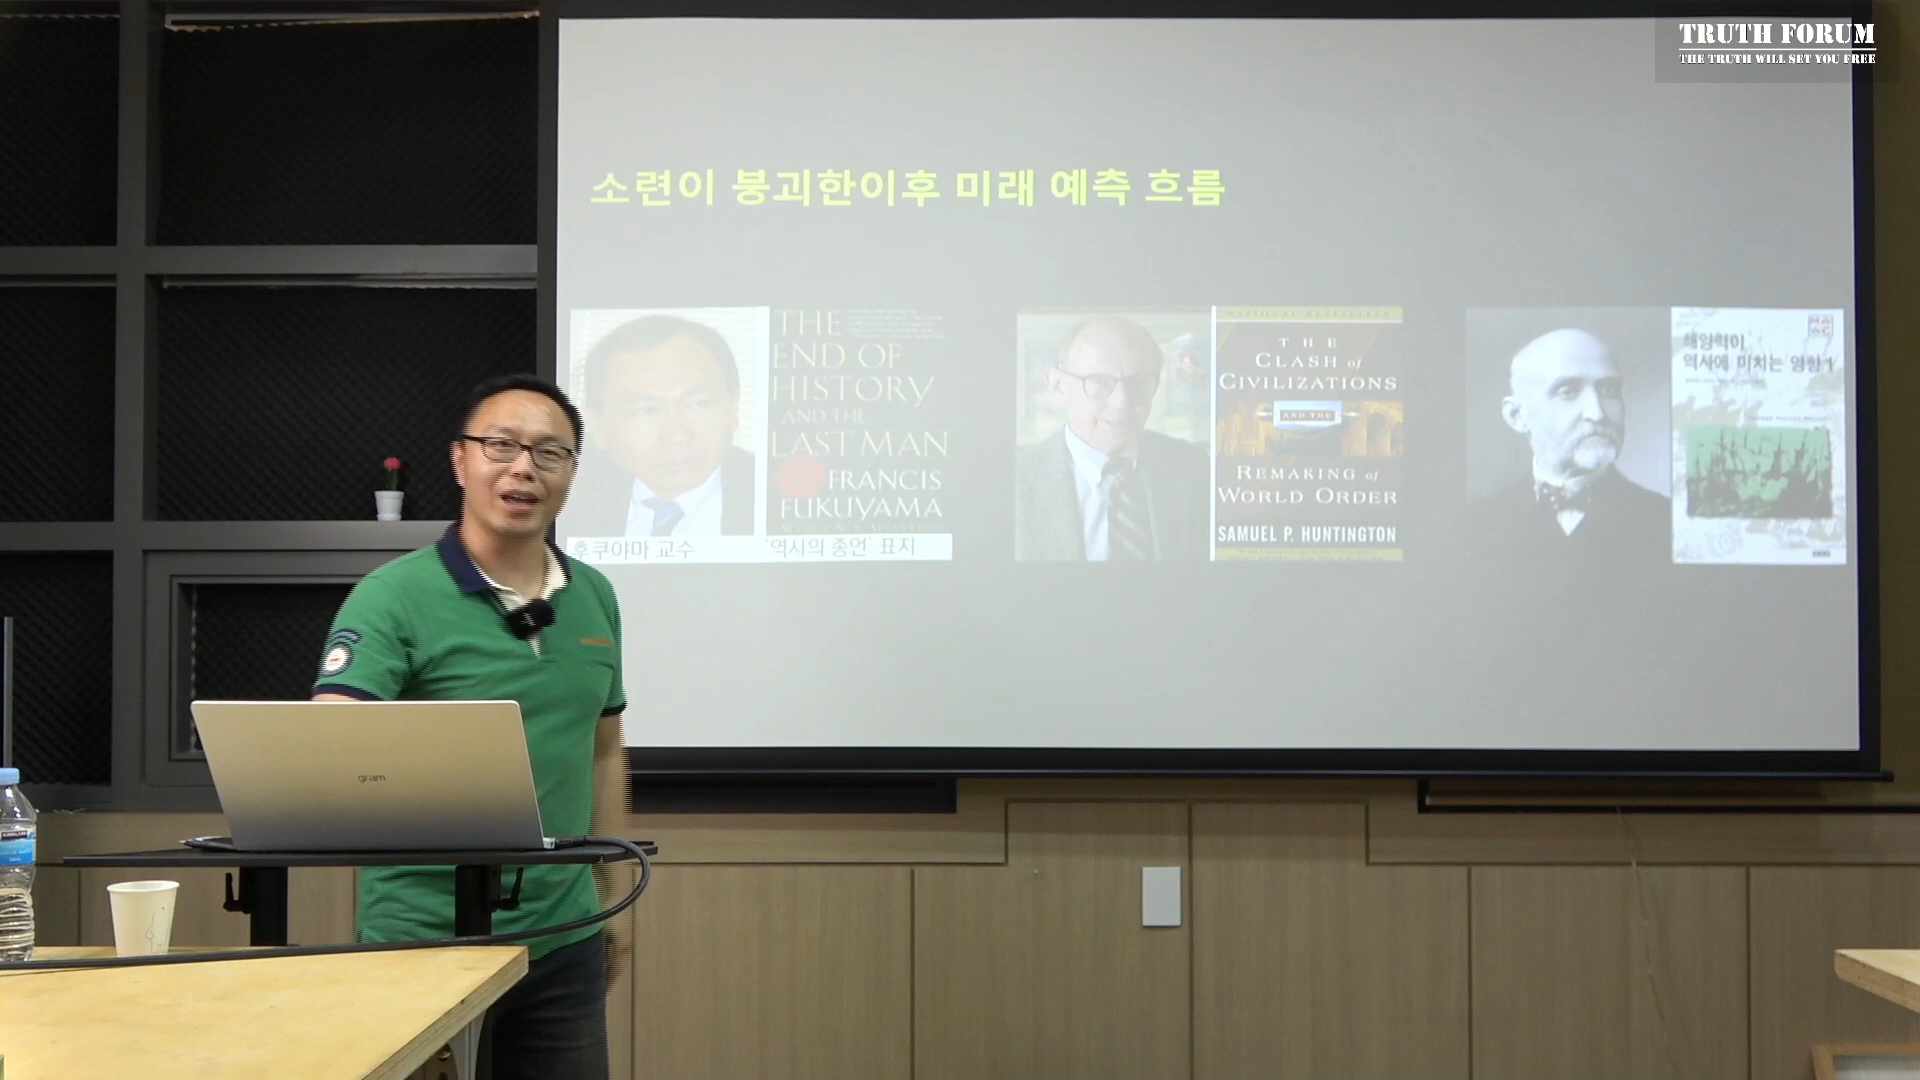 TRUTH FORUM
THE TRUTH WILL SET YOU FREE
소련이 붕괴한이후 미래 예측 흐름
THE
END OF
HISTORY
AND THE
LAST MAN
FRANCIS
FUKUYAMA
후쿠야마 교수
'역사의 종언' 표지
NATIONAL BESTSELLER
THE
CLASH of
CIVILIZATIONS
AND THE
REMAKING of
WORLD ORDER
SAMUEL P. HUNTINGTON
해양력이
역사에 미치는 영향 1
gram